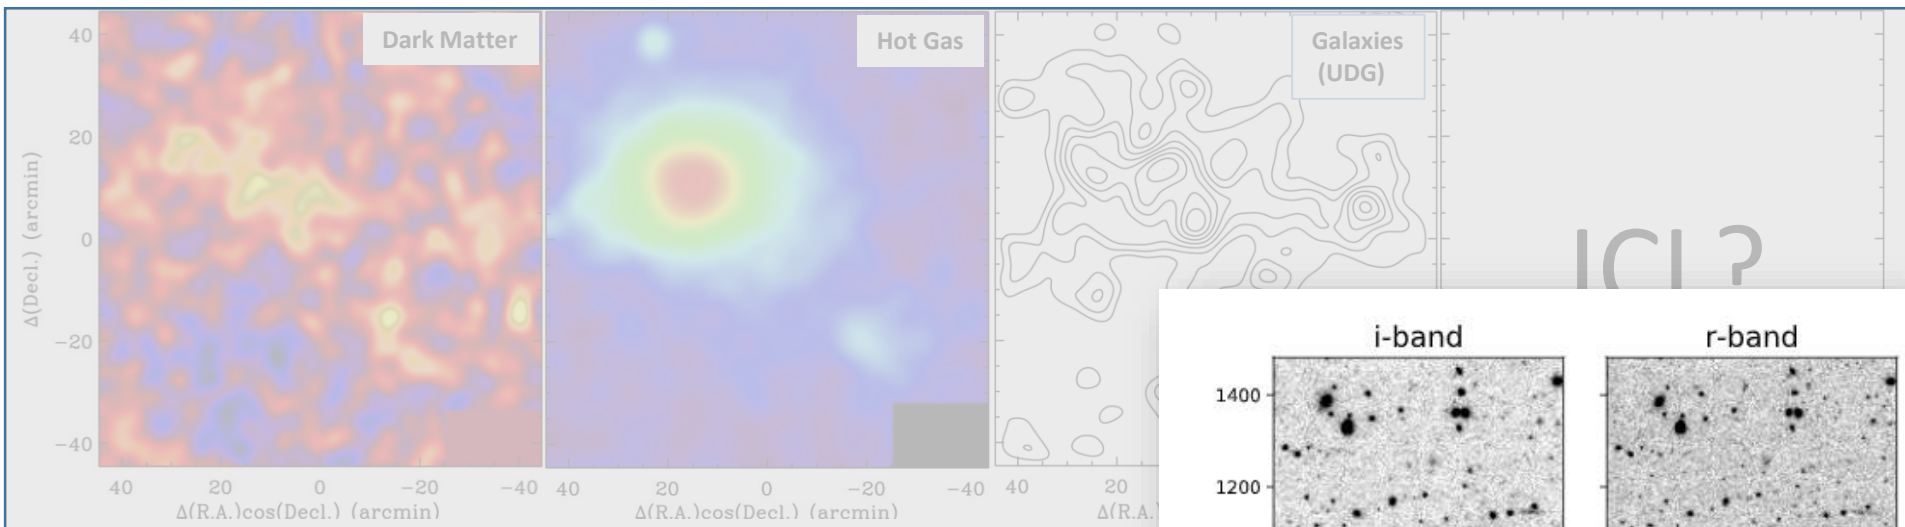 Dark Matter
Hot Gas
Galaxies
(UDG)
ICL?
Δ(Decl.) (arcmin)
40
20
0
−20
−40
40 20 0 −20 −40
Δ(R.A.)cos(Decl.) (arcmin)
40 20 0 −20 −40
Δ(R.A.)cos(Decl.) (arcmin)
40 20
Δ(R.A.)
i-band
r-band
1400
1200